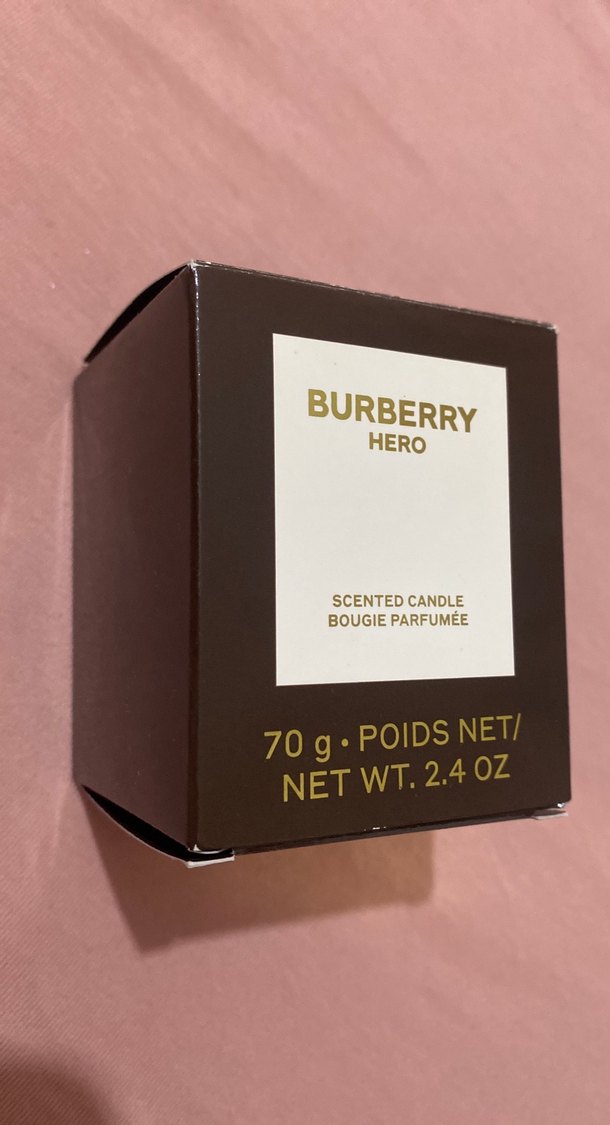 BURBERRY
HERO
SCENTED CANDLE
BOUGIE PARFUMÉE
70 g • POIDS NET/
NET WT. 2.4 OZ